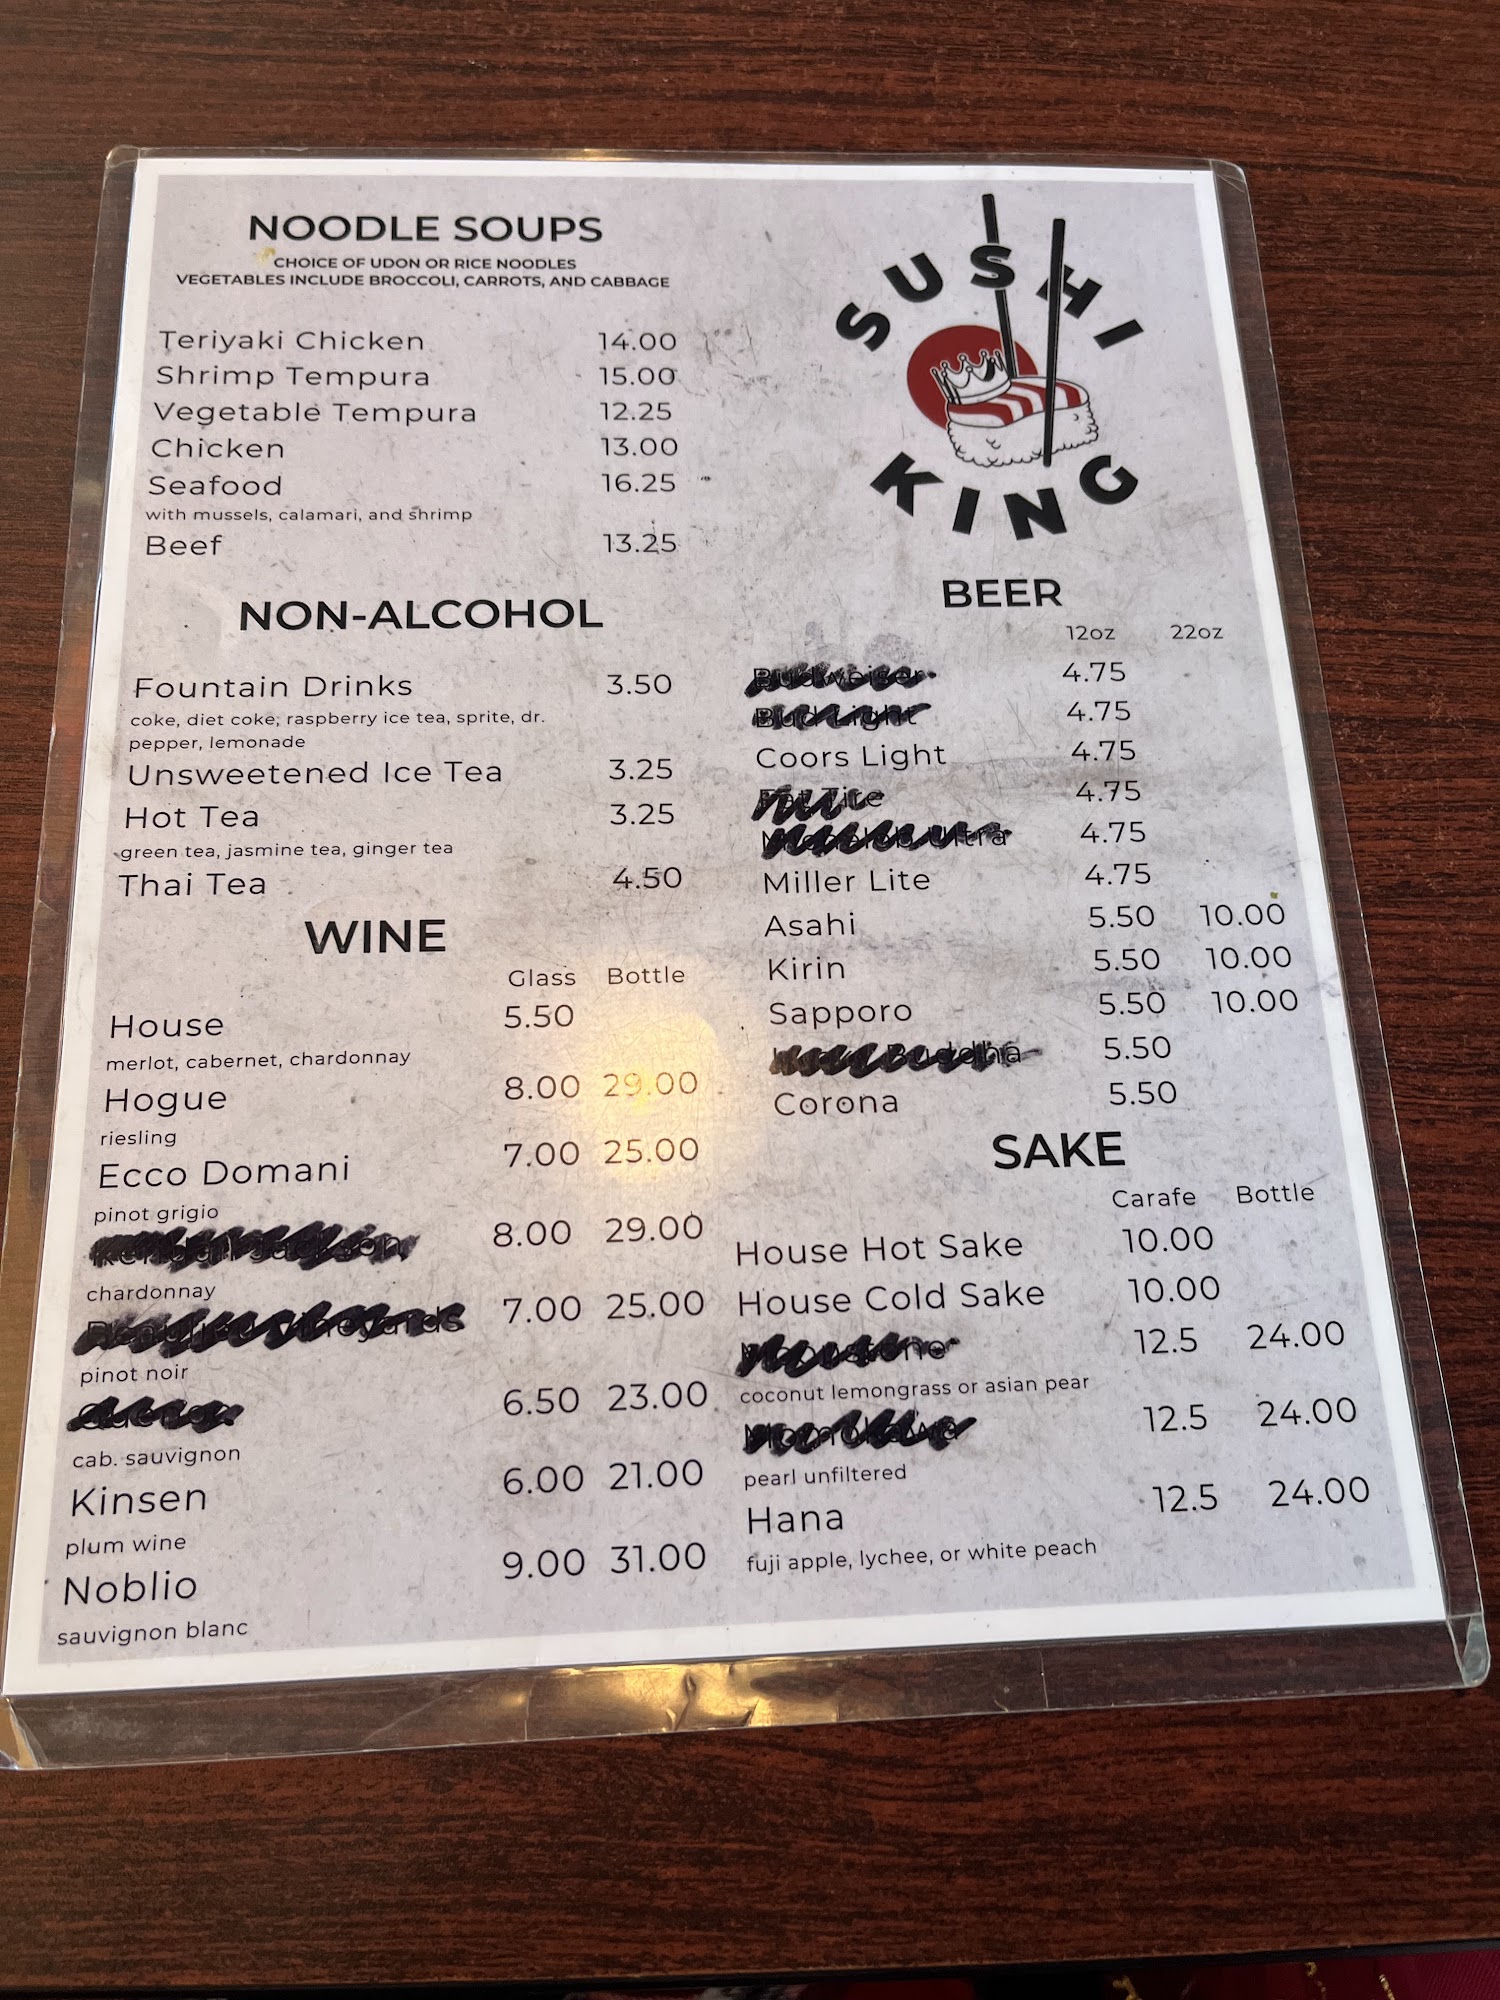 NOODLE SOUPS
CHOICE OF UDON OR RICE NOODLES
VEGETABLES INCLUDE BROCCOLI, CARROTS, AND CABBAGE
Teriyaki Chicken 14.00
Shrimp Tempura 15.00
Vegetable Tempura 12.25
Chicken 13.00
Seafood 16.25
with mussels, calamari, and shrimp
Beef 13.25
NON-ALCOHOL
Fountain Drinks 3.50
coke, diet coke, raspberry ice tea, sprite, dr.
pepper, lemonade
Unsweetened Ice Tea 3.25
Hot Tea 3.25
green tea, jasmine tea, ginger tea
Thai Tea 4.50
WINE
Glass Bottle
House 5.50
merlot, cabernet, chardonnay
Hogue 8.00 29.00
riesling
Ecco Domani 7.00 25.00
pinot grigio
8.00 29.00
chardonnay
7.00 25.00
pinot noir
6.50 23.00
cab. sauvignon
Kinsen 6.00 21.00
plum wine
Noblio 9.00 31.00
sauvignon blanc
SUSHI
KING
BEER
12oz 22oz
Budweiser 4.75
Bud Light 4.75
Coors Light 4.75
4.75
Ultra 4.75
Miller Lite 4.75
Asahi 5.50 10.00
Kirin 5.50 10.00
Sapporo 5.50 10.00
Buddha 5.50
Corona 5.50
SAKE
Carafe Bottle
House Hot Sake 10.00
House Cold Sake 10.00
12.5 24.00
coconut lemongrass or asian pear
12.5 24.00
pearl unfiltered
Hana 12.5 24.00
fuji apple, lychee, or white peach